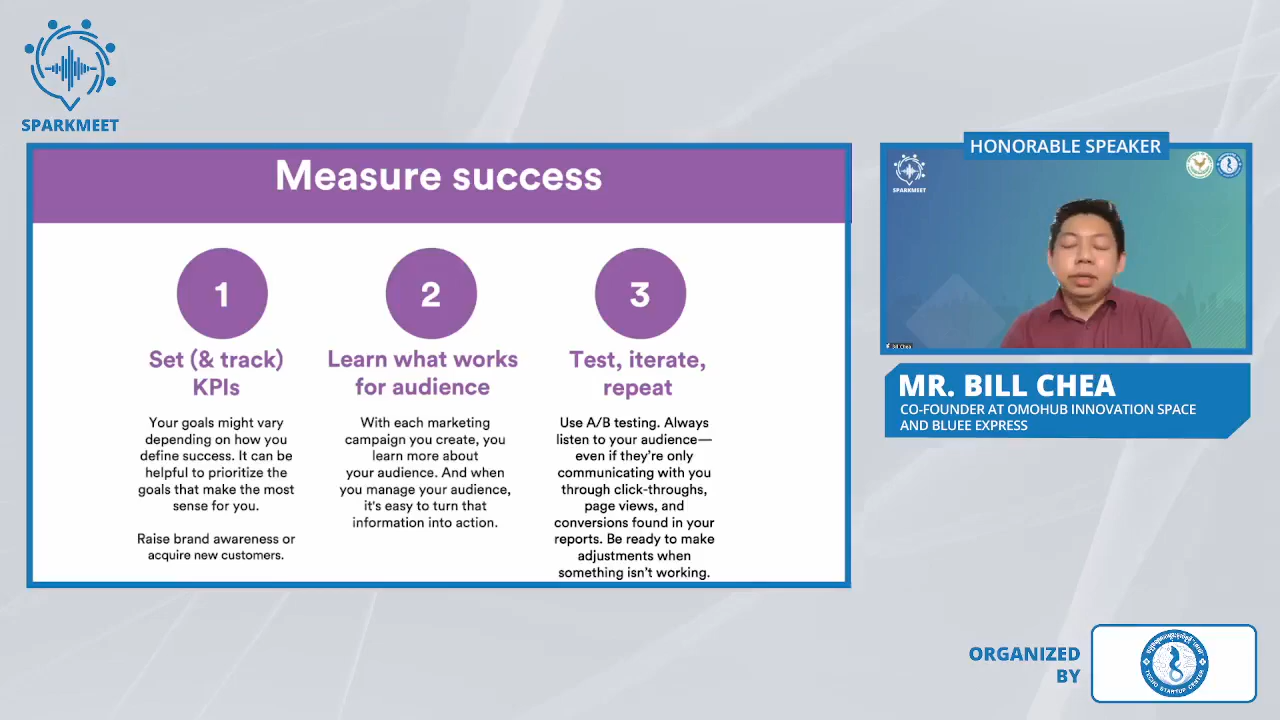 SPARKMEET
Measure success
1
Set (& track)
KPIs
Your goals might vary
depending on how you
define success. It can be
helpful to prioritize the
goals that make the most
sense for you.
Raise brand awareness or
acquire new customers.
2
Learn what works
for audience
With each marketing
campaign you create, you
learn more about
your audience. And when
you manage your audience,
it's easy to turn that
information into action.
3
Test, iterate,
repeat
Use A/B testing. Always
listen to your audience—
even if they’re only
communicating with you
through click-throughs,
page views, and
conversions found in your
reports. Be ready to make
adjustments when
something isn’t working.
HONORABLE SPEAKER
SPARKMEET
Bill Chea
MR. BILL CHEA
CO-FOUNDER AT OMOHUB INNOVATION SPACE
AND BLUEE EXPRESS
ORGANIZED
BY
TECHO STARTUP CENTER